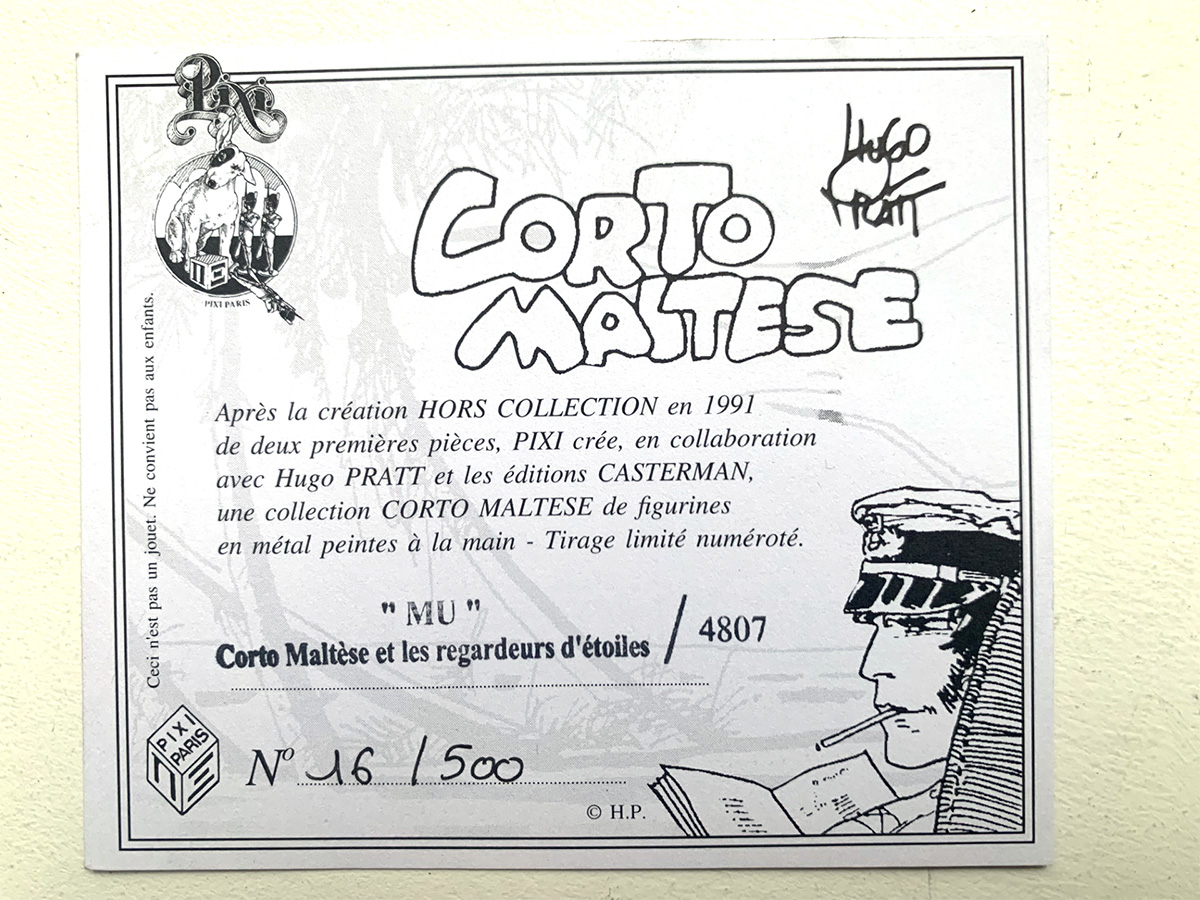 Pixi
PIXI PARIS
HUGO
PRATT
CORTO
MALTESE
Ceci n'est pas un jouet. Ne convient pas aux enfants.
Après la création HORS COLLECTION en 1991
de deux premières pièces, PIXI crée, en collaboration
avec Hugo PRATT et les éditions CASTERMAN,
une collection CORTO MALTESE de figurines
en métal peintes à la main - Tirage limité numéroté.
" MU "
Corto Maltèse et les regardeurs d'étoiles / 4807
PIXI
PARIS
N° 16 / 500
© H.P.